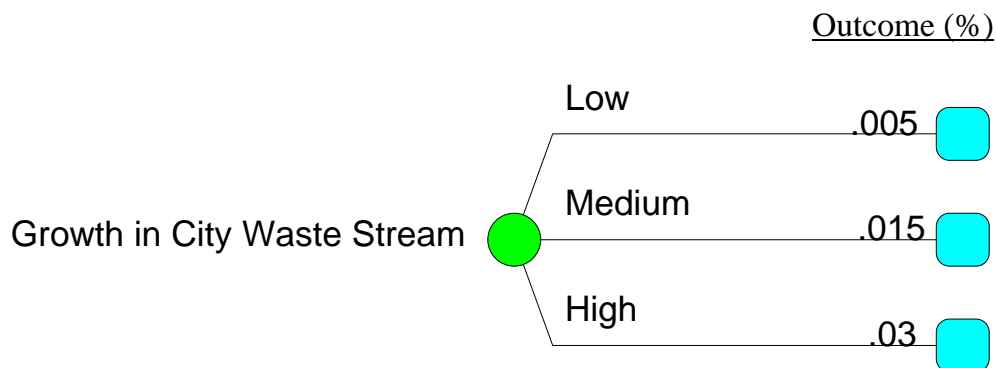 Outcome (%)
Low
.005
Medium
.015
Growth in City Waste Stream
High
.03